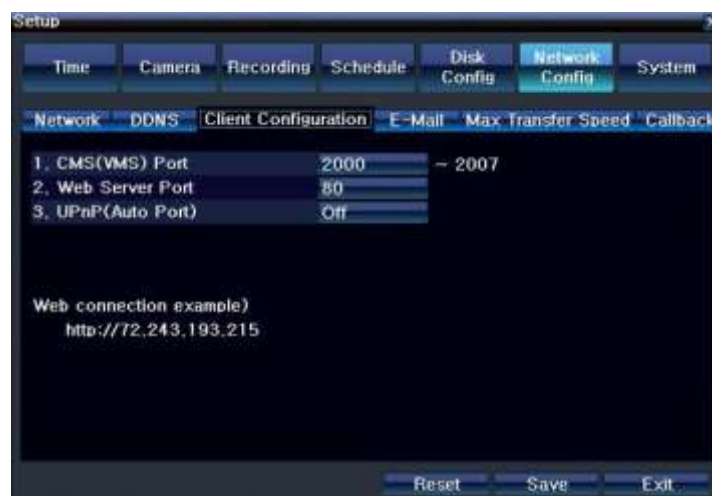 Setup
Time Camera Recording Schedule Disk Config Network Config System
Network DDNS Client Configuration E-Mail Max Transfer Speed Callback
1. CMS(VMS) Port 2000 ~ 2007
2. Web Server Port 80
3. UPnP(Auto Port) Off
Web connection example)
http://72.243.193.215
Reset Save Exit